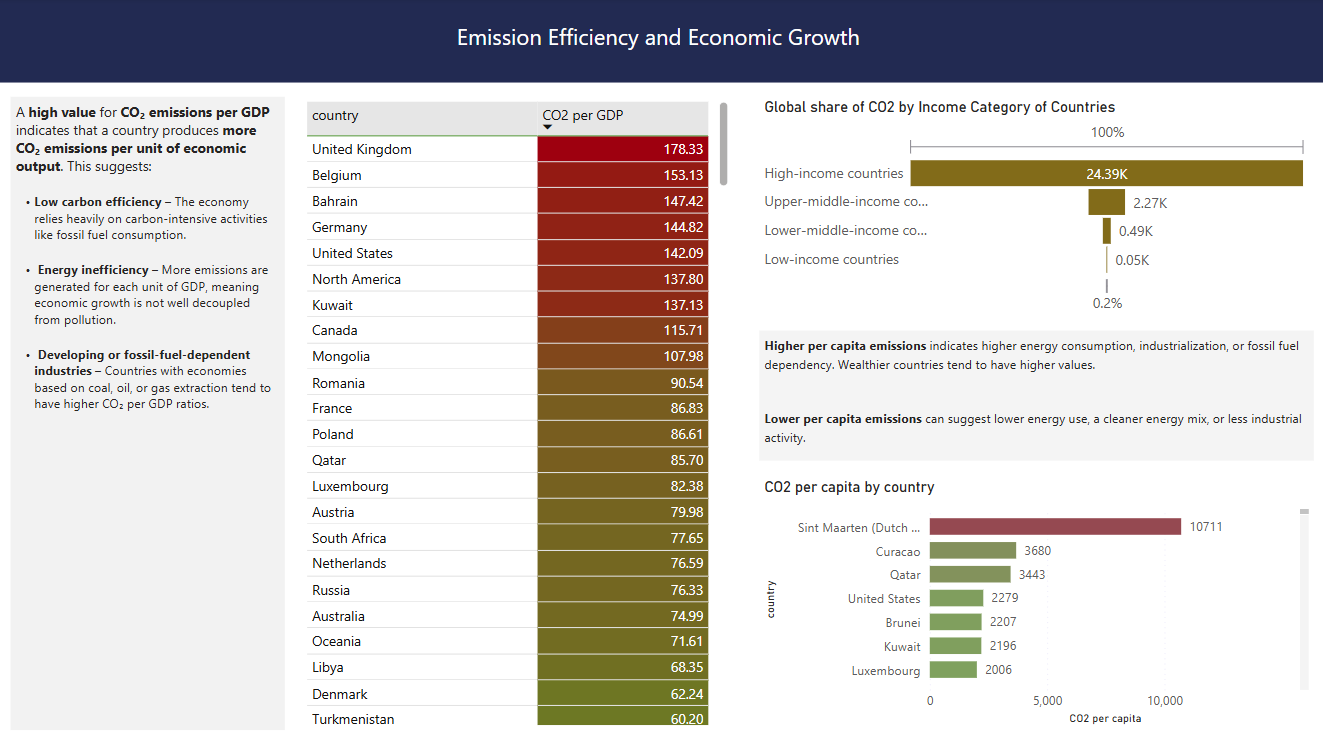 Emission Efficiency and Economic Growth
A high value for CO₂ emissions per GDP
indicates that a country produces more
CO₂ emissions per unit of economic
output. This suggests:
• Low carbon efficiency – The economy
relies heavily on carbon-intensive activities
like fossil fuel consumption.
• Energy inefficiency – More emissions are
generated for each unit of GDP, meaning
economic growth is not well decoupled
from pollution.
• Developing or fossil-fuel-dependent
industries – Countries with economies
based on coal, oil, or gas extraction tend to
have higher CO₂ per GDP ratios.
country CO2 per GDP
United Kingdom 178.33
Belgium 153.13
Bahrain 147.42
Germany 144.82
United States 142.09
North America 137.80
Kuwait 137.13
Canada 115.71
Mongolia 107.98
Romania 90.54
France 86.83
Poland 86.61
Qatar 85.70
Luxembourg 82.38
Austria 79.98
South Africa 77.65
Netherlands 76.59
Russia 76.33
Australia 74.99
Oceania 71.61
Libya 68.35
Denmark 62.24
Turkmenistan 60.20
Global share of CO2 by Income Category of Countries
100%
High-income countries 24.39K
Upper-middle-income co... 2.27K
Lower-middle-income co... 0.49K
Low-income countries 0.05K
0.2%
Higher per capita emissions indicates higher energy consumption, industrialization, or fossil fuel
dependency. Wealthier countries tend to have higher values.
Lower per capita emissions can suggest lower energy use, a cleaner energy mix, or less industrial
activity.
CO2 per capita by country
country
Sint Maarten (Dutch ... 10711
Curacao 3680
Qatar 3443
United States 2279
Brunei 2207
Kuwait 2196
Luxembourg 2006
0 5,000 10,000
CO2 per capita